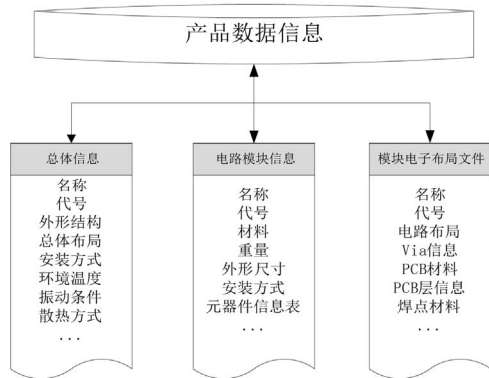 产品数据信息
总体信息
名称
代号
外形结构
总体布局
安装方式
环境温度
振动条件
散热方式
...
电路模块信息
名称
代号
材料
重量
外形尺寸
安装方式
元器件信息表
...
模块电子布局文件
名称
代号
电路布局
Via信息
PCB材料
PCB层信息
焊点材料
...